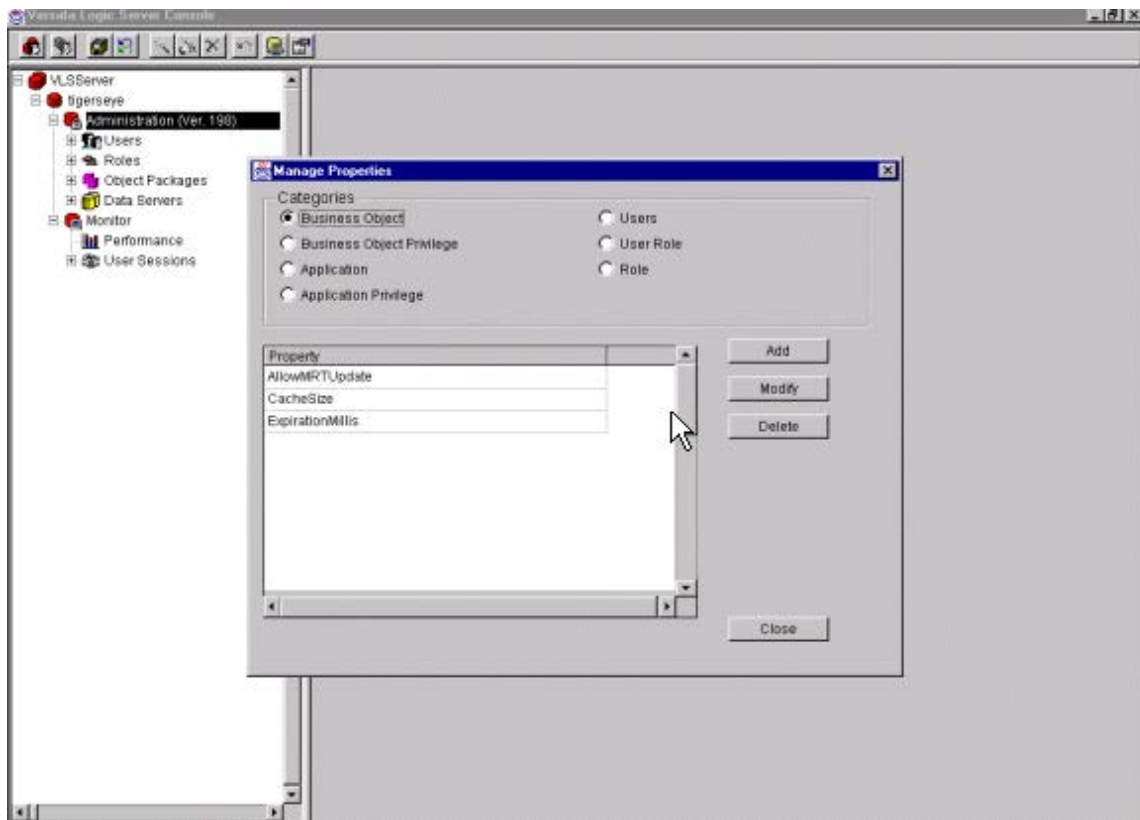 Versata Logic Server Console
VLSServer
tigerseye
Administration (Ver. 198)
Users
Roles
Object Packages
Data Servers
Monitor
Performance
User Sessions
Manage Properties
Categories
Business Object
Users
Business Object Privilege
User Role
Application
Role
Application Privilege
Property
AllowMRTUpdate
CacheSize
ExpirationMillis
Add
Modify
Delete
Close